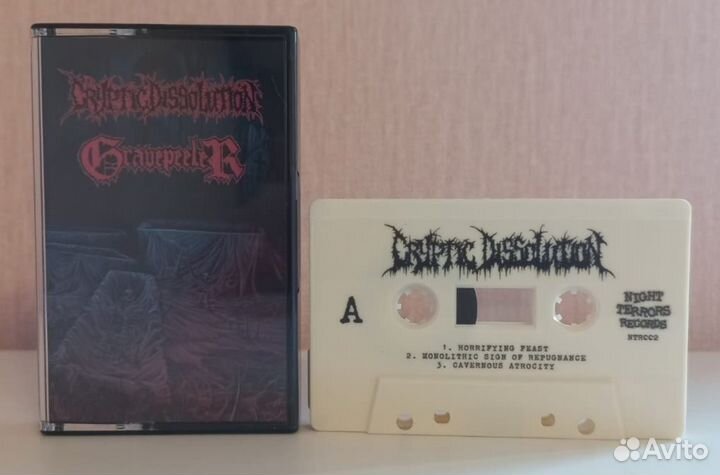 CRYPTIC DISSOLUTION
GRAVEPEELER
CRYPTIC DISSOLUTION
A
1. HORRIFYING FEAST
2. MONOLITHIC SIGN OF REPUGNANCE
3. CAVERNOUS ATROCITY
NIGHT
TERRORS
RECORDS
NTR002
Avito